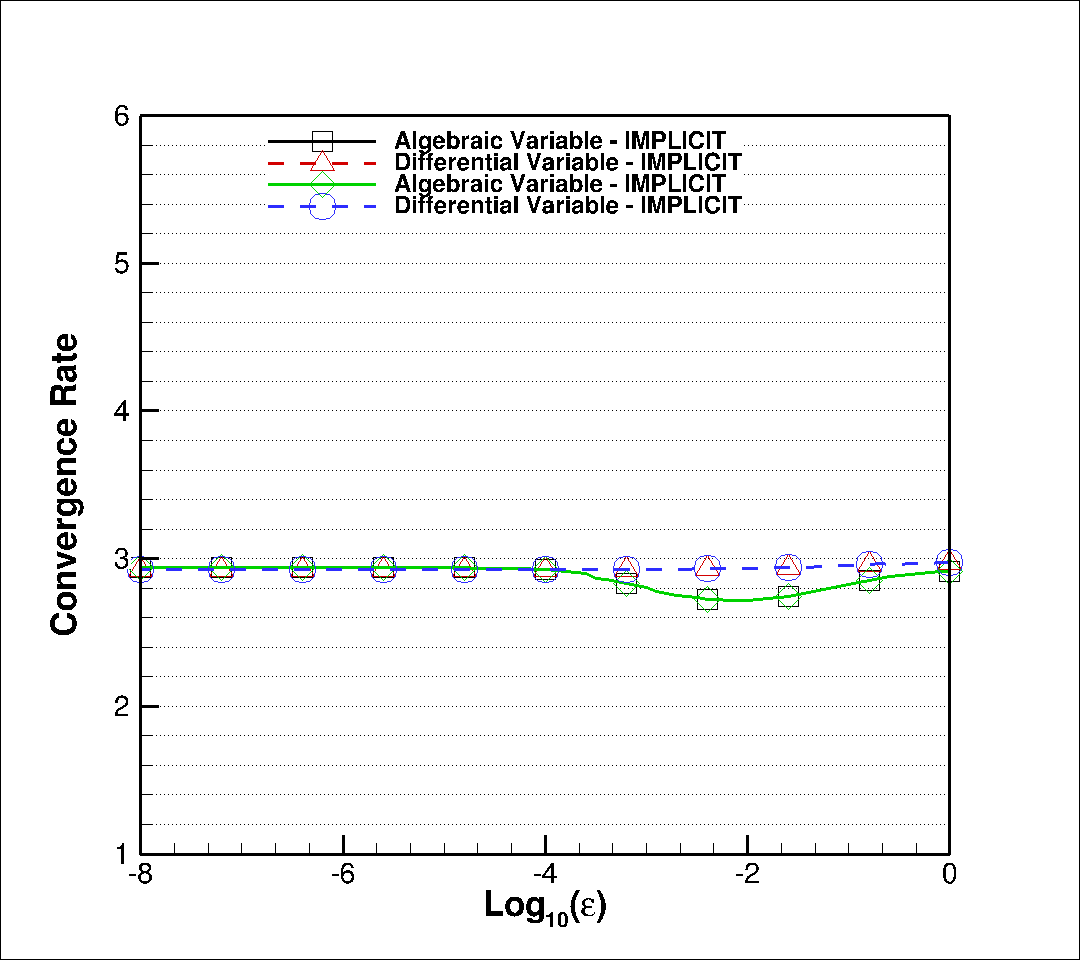 6
Algebraic Variable - IMPLICIT
Differential Variable - IMPLICIT
Algebraic Variable - IMPLICIT
Differential Variable - IMPLICIT
5
4
Convergence Rate
3
2
1
-8 -6 -4 -2 0
Log10(ε)